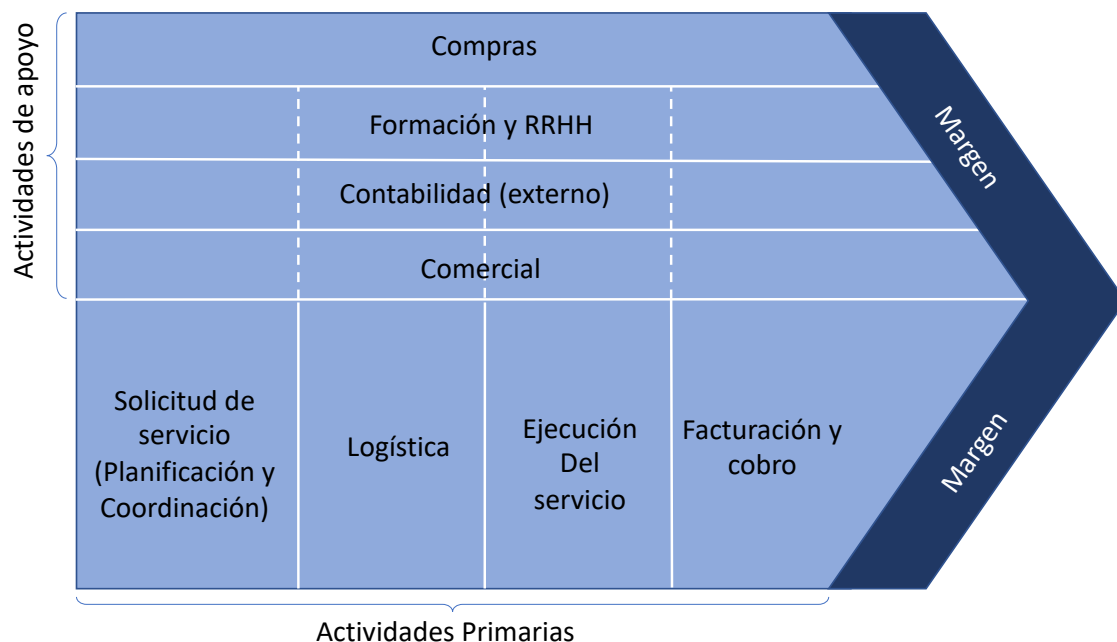 Actividades de apoyo
Compras
Formación y RRHH
Contabilidad (externo)
Comercial
Margen
Solicitud de
servicio
(Planificación y
Coordinación)
Logística
Ejecución
Del
servicio
Facturación y
cobro
Margen
Actividades Primarias